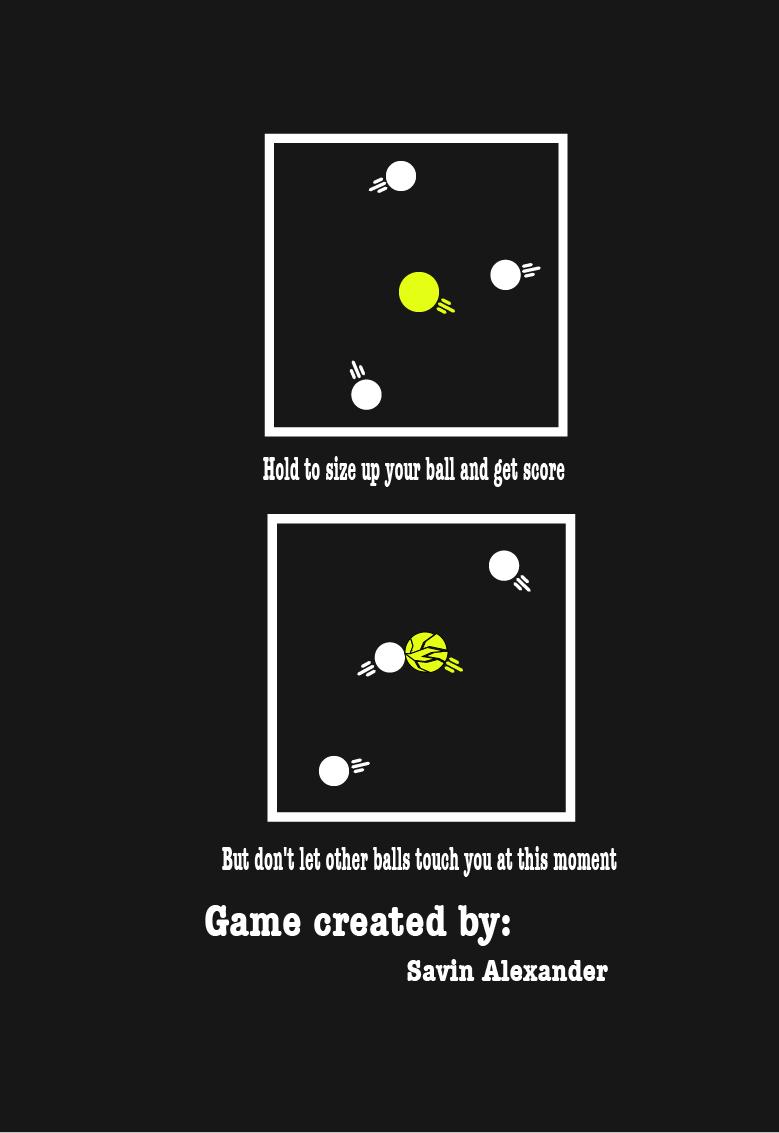 Hold to size up your ball and get score
But don't let other balls touch you at this moment
Game created by:
Savin Alexander